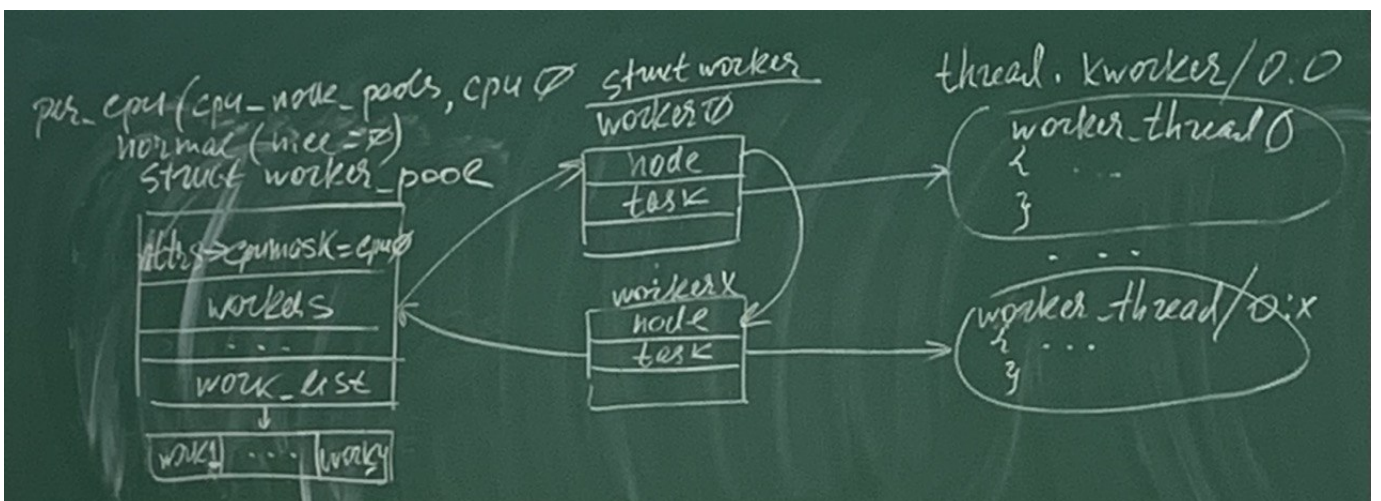 per_cpu(cpu_node_pools, cpu 0
normal (nice=0)
struct worker_pool
attrs->cpumask=cpu0
workers
...
work_list
work1 ... worky
struct worker
worker0
node
task
workerx
node
task
thread. kworker/0.0
worker_thread()
{ ...
}
...
worker_thread/0:x
{ ...
}